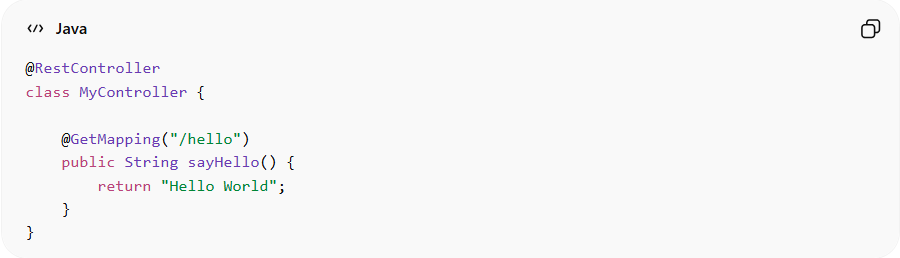 </> Java
@RestController
class MyController {
    @GetMapping("/hello")
    public String sayHello() {
        return "Hello World";
    }
}